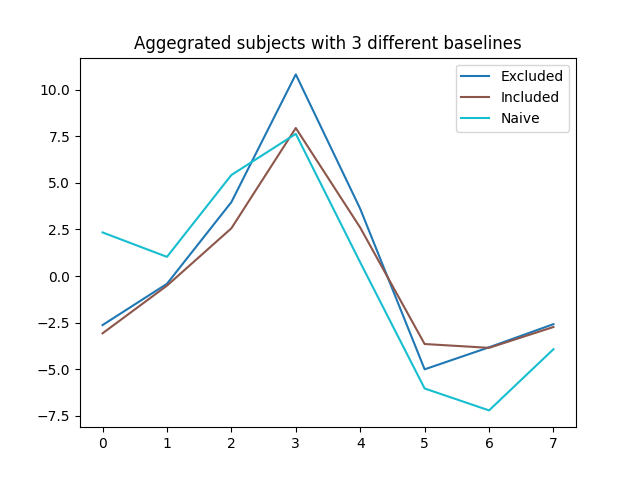 Aggegrated subjects with 3 different baselines
Excluded
Included
Naive
10.0
7.5
5.0
2.5
0.0
−2.5
−5.0
−7.5
0 1 2 3 4 5 6 7